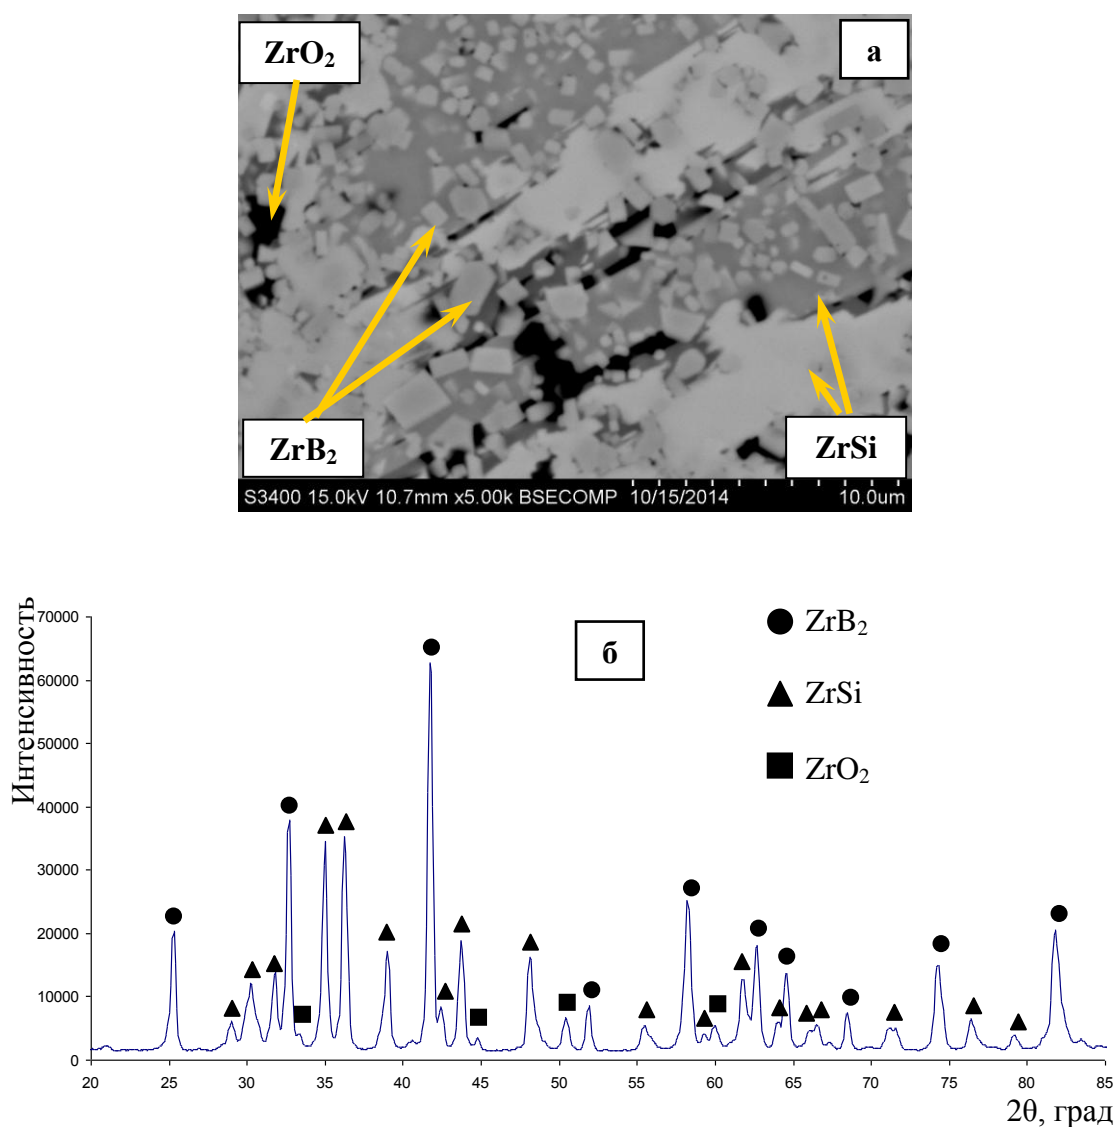 ZrO₂
а
ZrB₂
ZrSi
S3400 15.0kV 10.7mm x5.00k BSECOMP 10/15/2014 10.0um
Интенсивность
70000
60000
50000
40000
30000
20000
10000
0
б
ZrB₂
ZrSi
ZrO₂
20 25 30 35 40 45 50 55 60 65 70 75 80 85
2θ, град